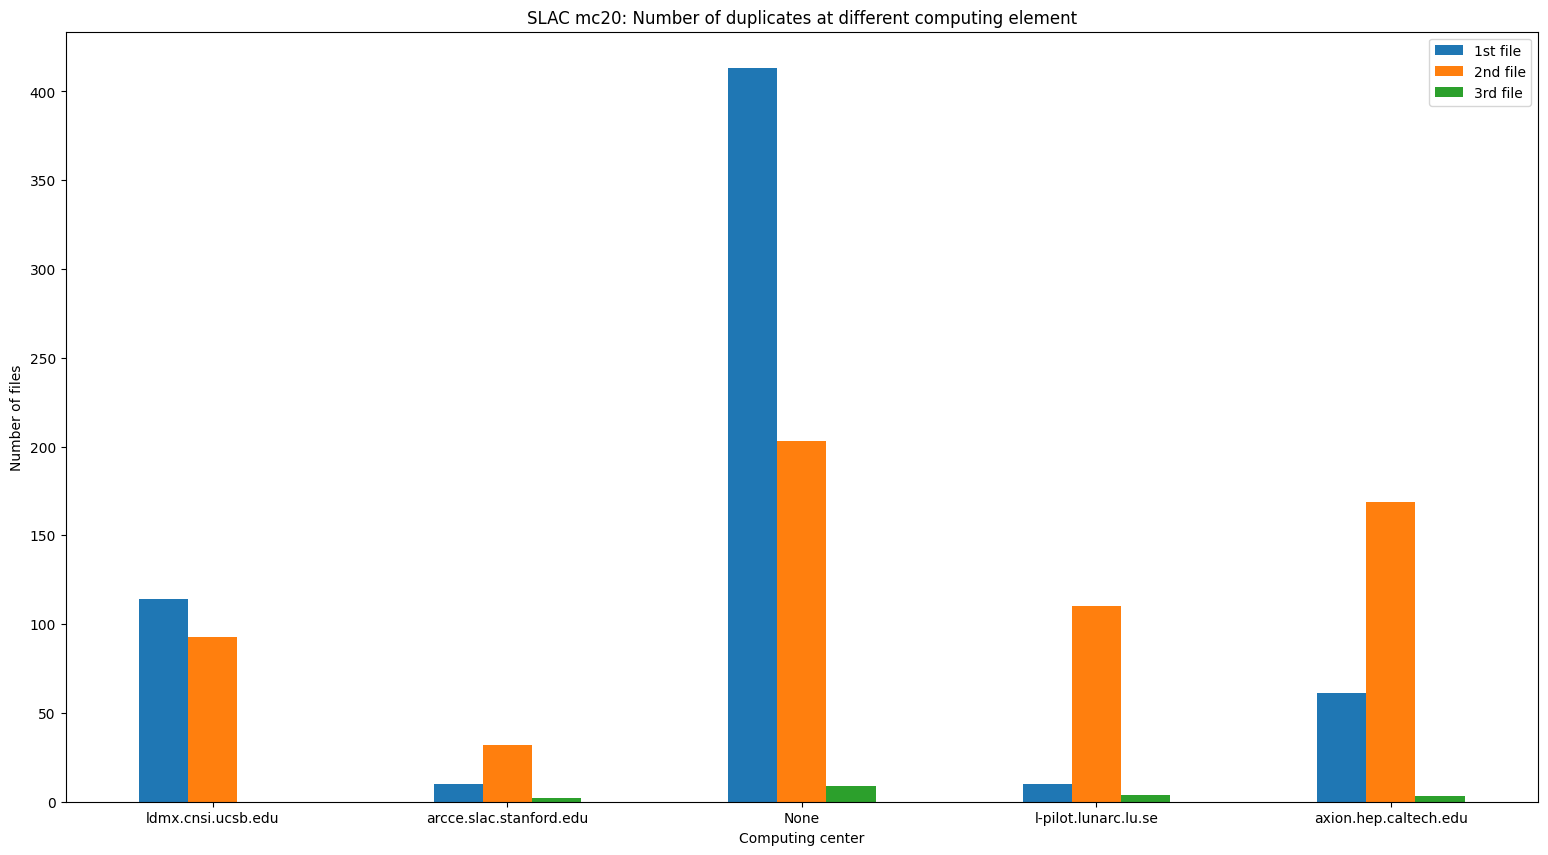 SLAC mc20: Number of duplicates at different computing element
1st file
2nd file
3rd file
Number of files
400
350
300
250
200
150
100
50
0
ldmx.cnsi.ucsb.edu
arcce.slac.stanford.edu
None
l-pilot.lunarc.lu.se
axion.hep.caltech.edu
Computing center